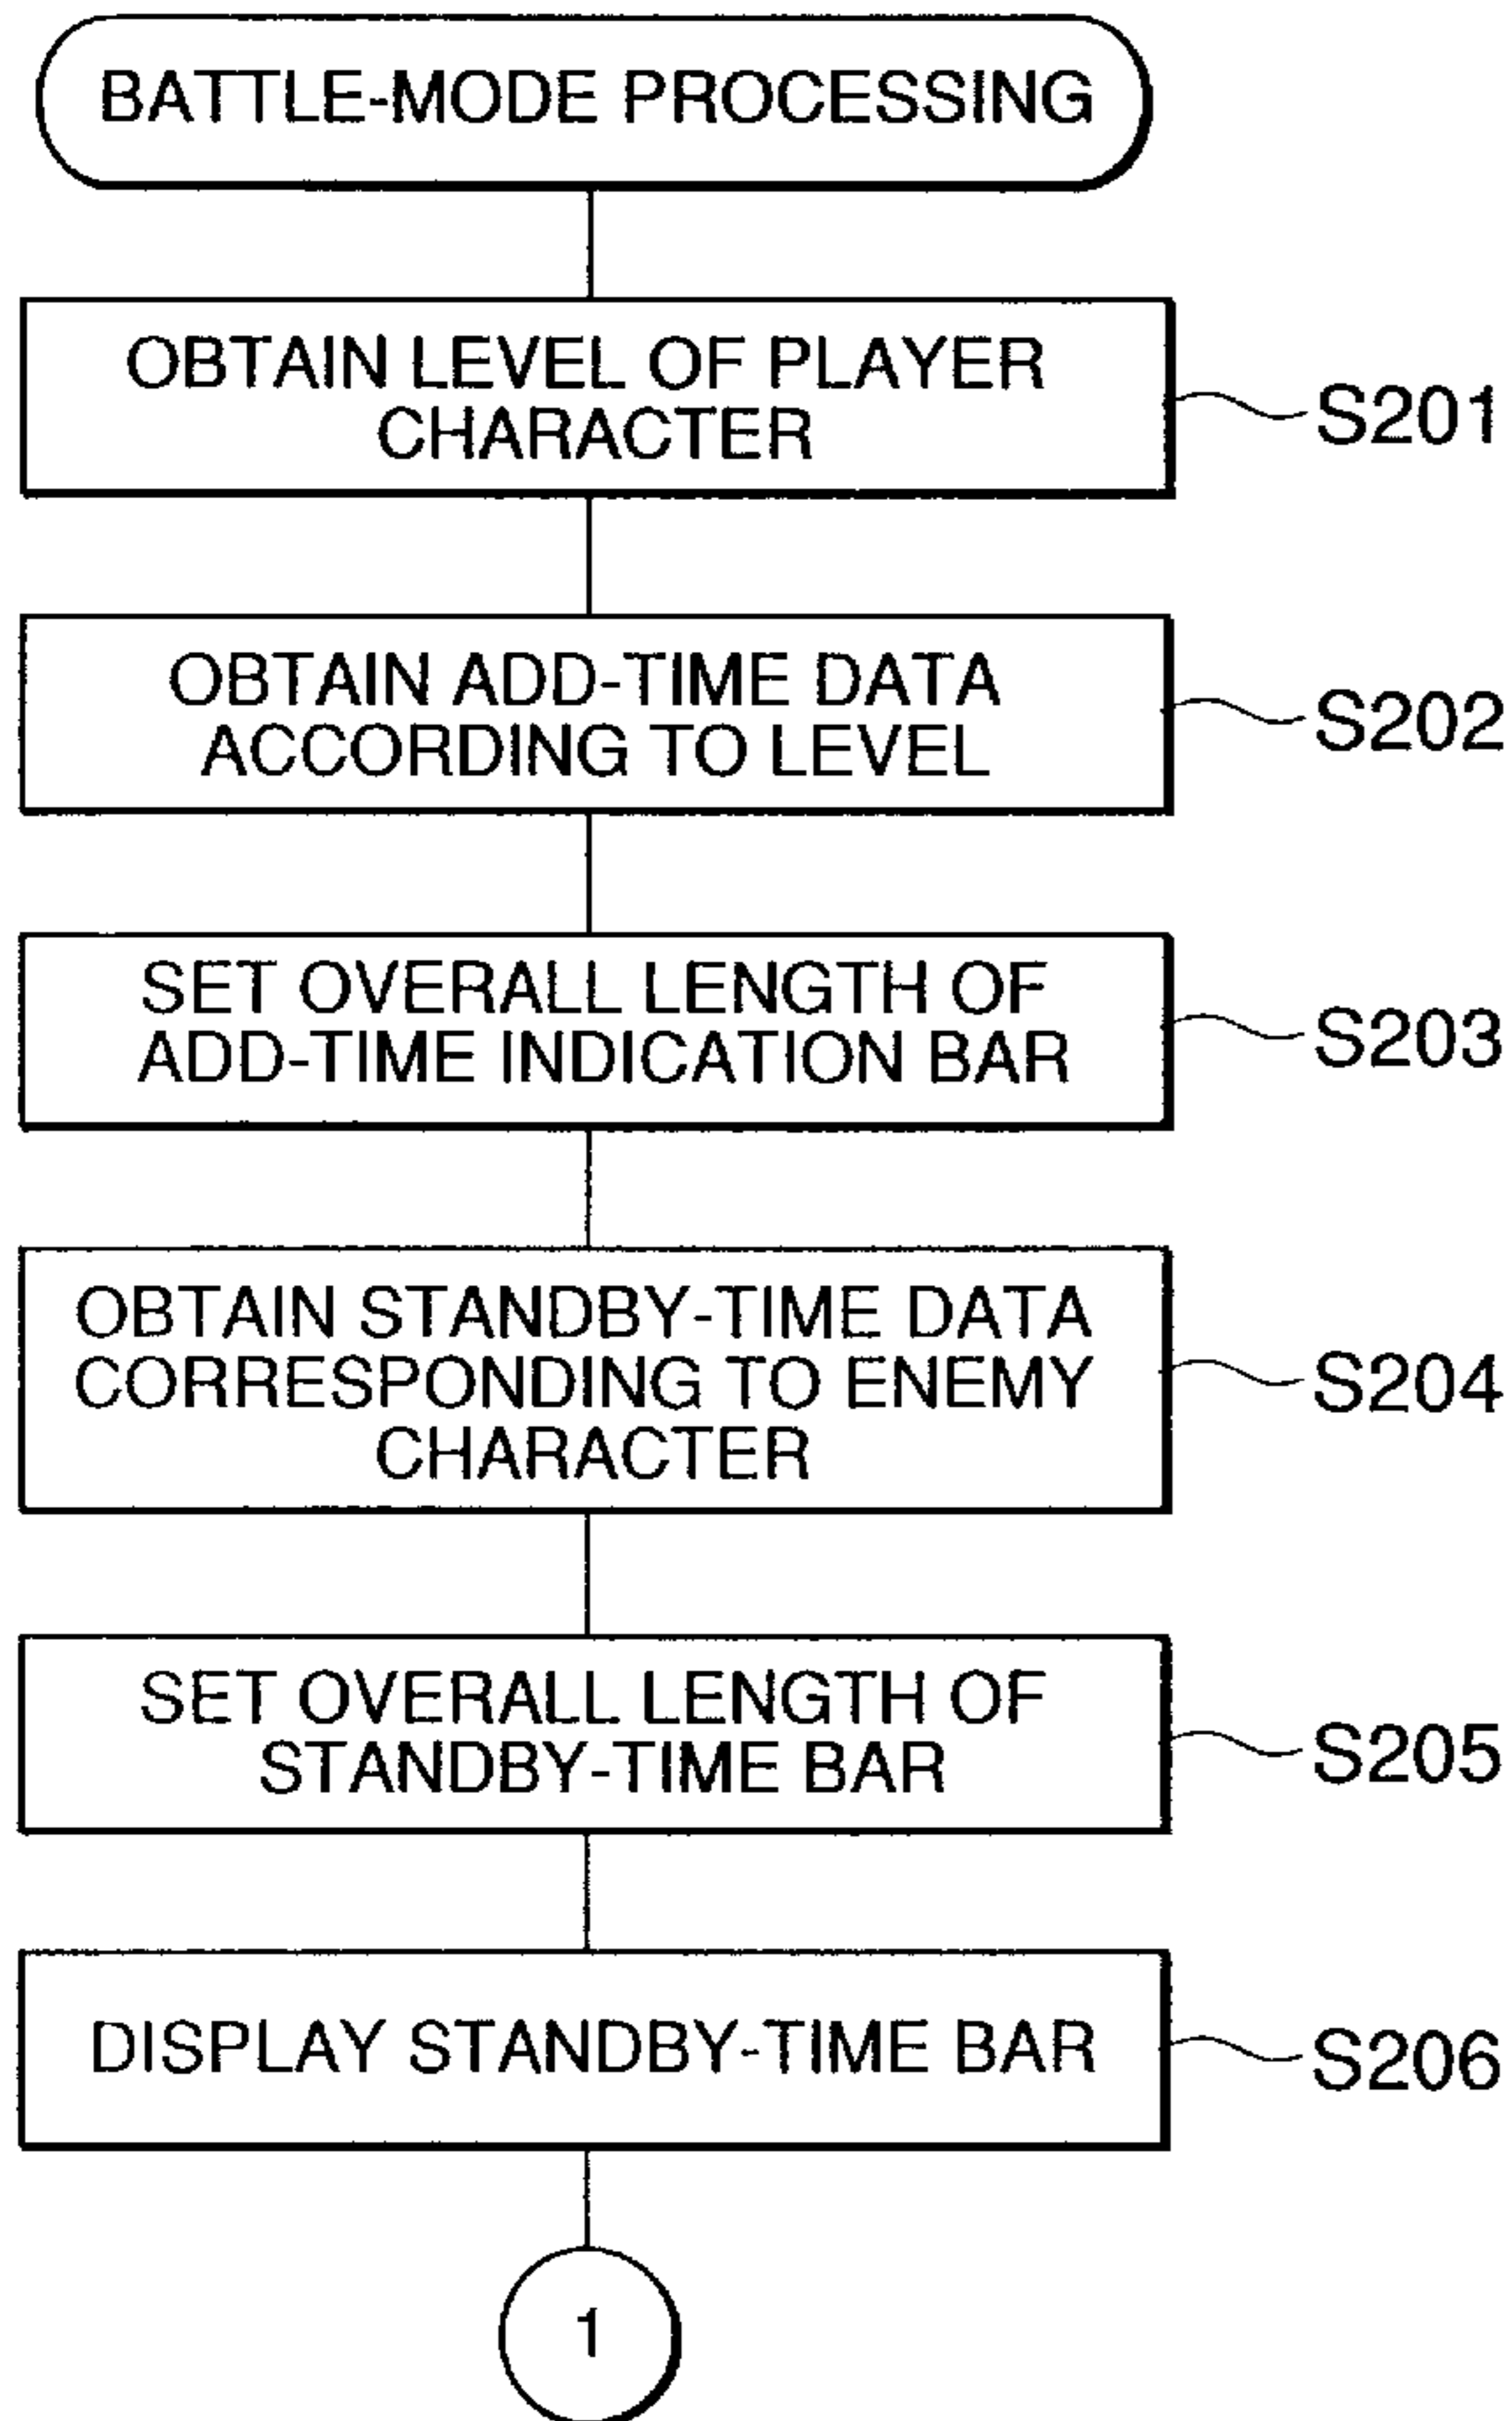 BATTLE-MODE PROCESSING
OBTAIN LEVEL OF PLAYER
CHARACTER
S201
OBTAIN ADD-TIME DATA
ACCORDING TO LEVEL
S202
SET OVERALL LENGTH OF
ADD-TIME INDICATION BAR
S203
OBTAIN STANDBY-TIME DATA
CORRESPONDING TO ENEMY
CHARACTER
S204
SET OVERALL LENGTH OF
STANDBY-TIME BAR
S205
DISPLAY STANDBY-TIME BAR
S206
1